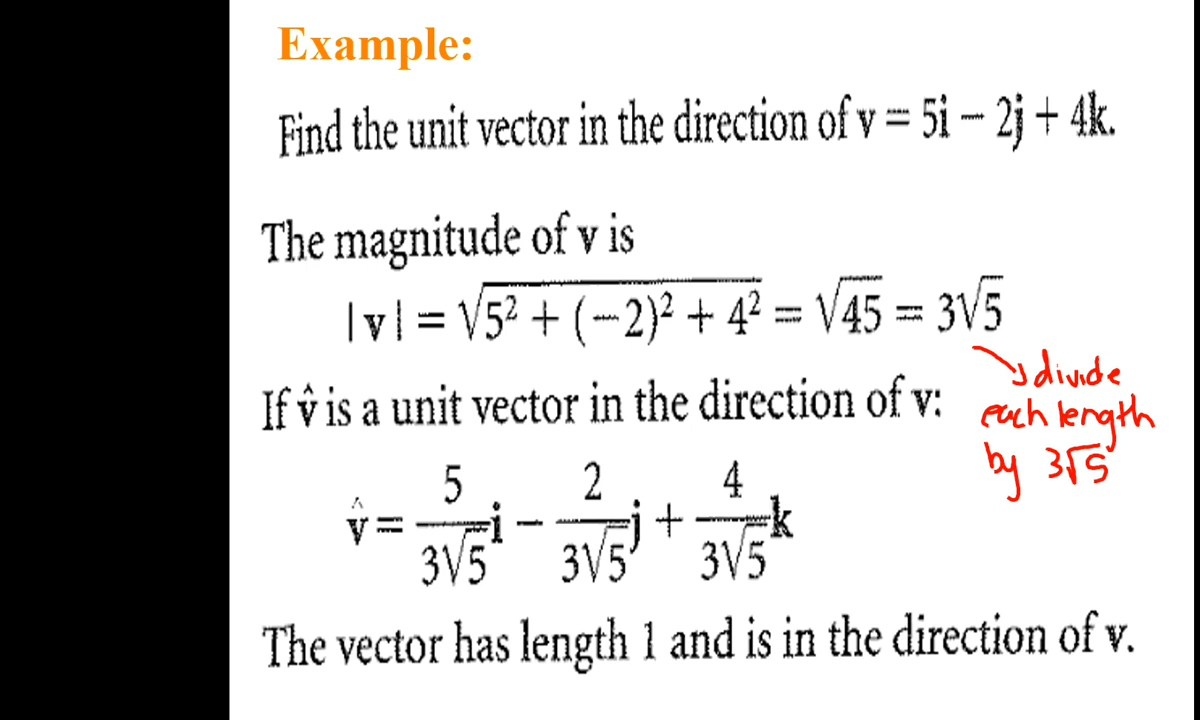 Example:
Find the unit vector in the direction of v = 5i − 2j + 4k.
The magnitude of v is
|v| = √5² + (−2)² + 4² = √45 = 3√5
divide
each length
by 3√5
If v̂ is a unit vector in the direction of v:
v̂ = 5/3√5 i − 2/3√5 j + 4/3√5 k
The vector has length 1 and is in the direction of v.